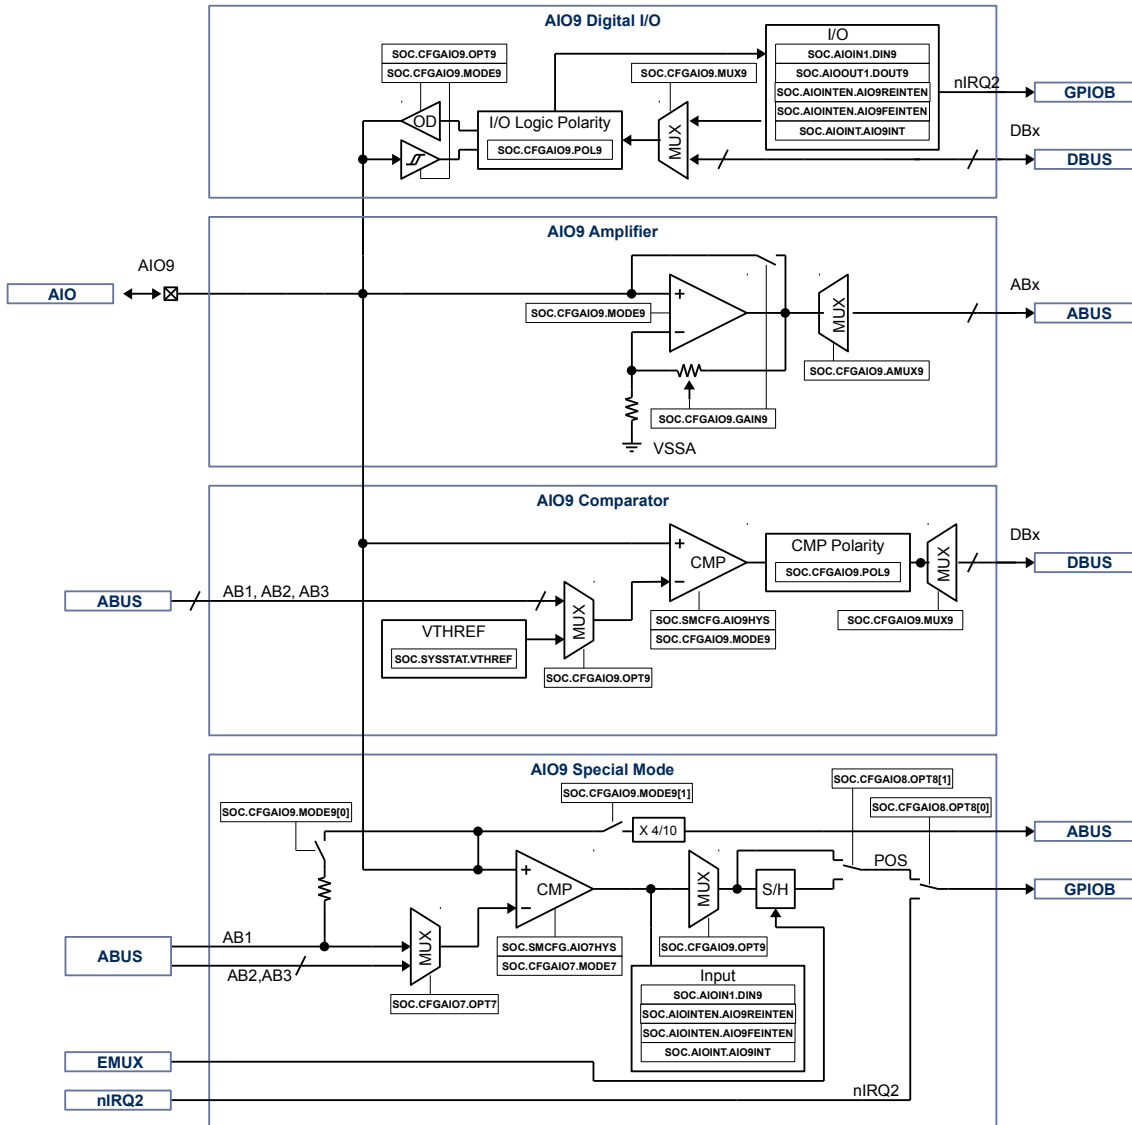 AIO9 Digital I/O
SOC.CFGAIO9.OPT9
SOC.CFGAIO9.MODE9
OD
I/O Logic Polarity
SOC.CFGAIO9.POL9
SOC.CFGAIO9.MUX9
MUX
I/O
SOC.AIOIN1.DIN9
SOC.AIOOUT1.DOUT9
SOC.AIOINTEN.AIO9REINTEN
SOC.AIOINTEN.AIO9FEINTEN
SOC.AIOINT.AIO9INT
nIRQ2
GPIOB
DBx
DBUS
AIO9 Amplifier
AIO
AIO9
SOC.CFGAIO9.MODE9
+
−
MUX
SOC.CFGAIO9.AMUX9
SOC.CFGAIO9.GAIN9
VSSA
ABx
ABUS
AIO9 Comparator
ABUS
AB1, AB2, AB3
VTHREF
SOC.SYSSTAT.VTHREF
MUX
SOC.CFGAIO9.OPT9
+
−
CMP
SOC.SMCFG.AIO9HYS
SOC.CFGAIO9.MODE9
CMP Polarity
SOC.CFGAIO9.POL9
MUX
SOC.CFGAIO9.MUX9
DBx
DBUS
AIO9 Special Mode
SOC.CFGAIO9.MODE9[0]
SOC.CFGAIO9.MODE9[1]
X 4/10
SOC.CFGAIO8.OPT8[1]
SOC.CFGAIO8.OPT8[0]
ABUS
POS
GPIOB
+
−
CMP
SOC.SMCFG.AIO7HYS
SOC.CFGAIO7.MODE7
MUX
SOC.CFGAIO9.OPT9
S/H
ABUS
AB1
AB2,AB3
MUX
SOC.CFGAIO7.OPT7
Input
SOC.AIOIN1.DIN9
SOC.AIOINTEN.AIO9REINTEN
SOC.AIOINTEN.AIO9FEINTEN
SOC.AIOINT.AIO9INT
EMUX
nIRQ2
nIRQ2